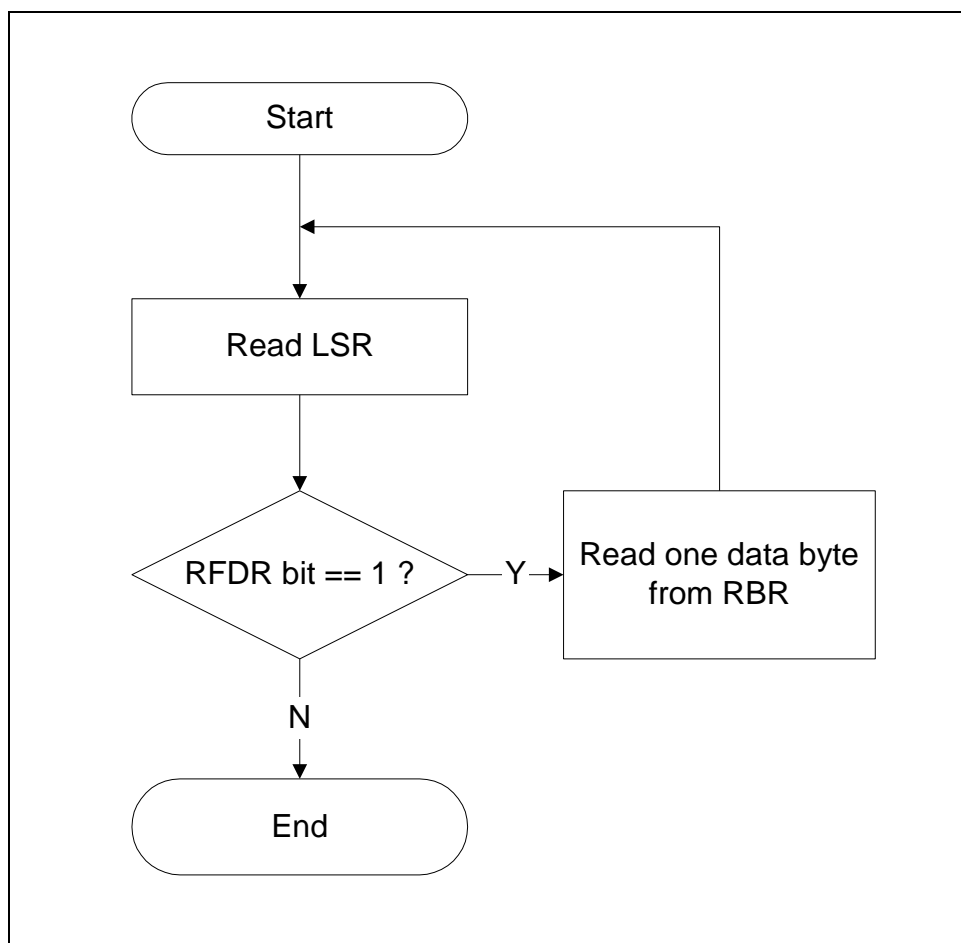 Start
Read LSR
RFDR bit == 1 ?
Y
Read one data byte
from RBR
N
End